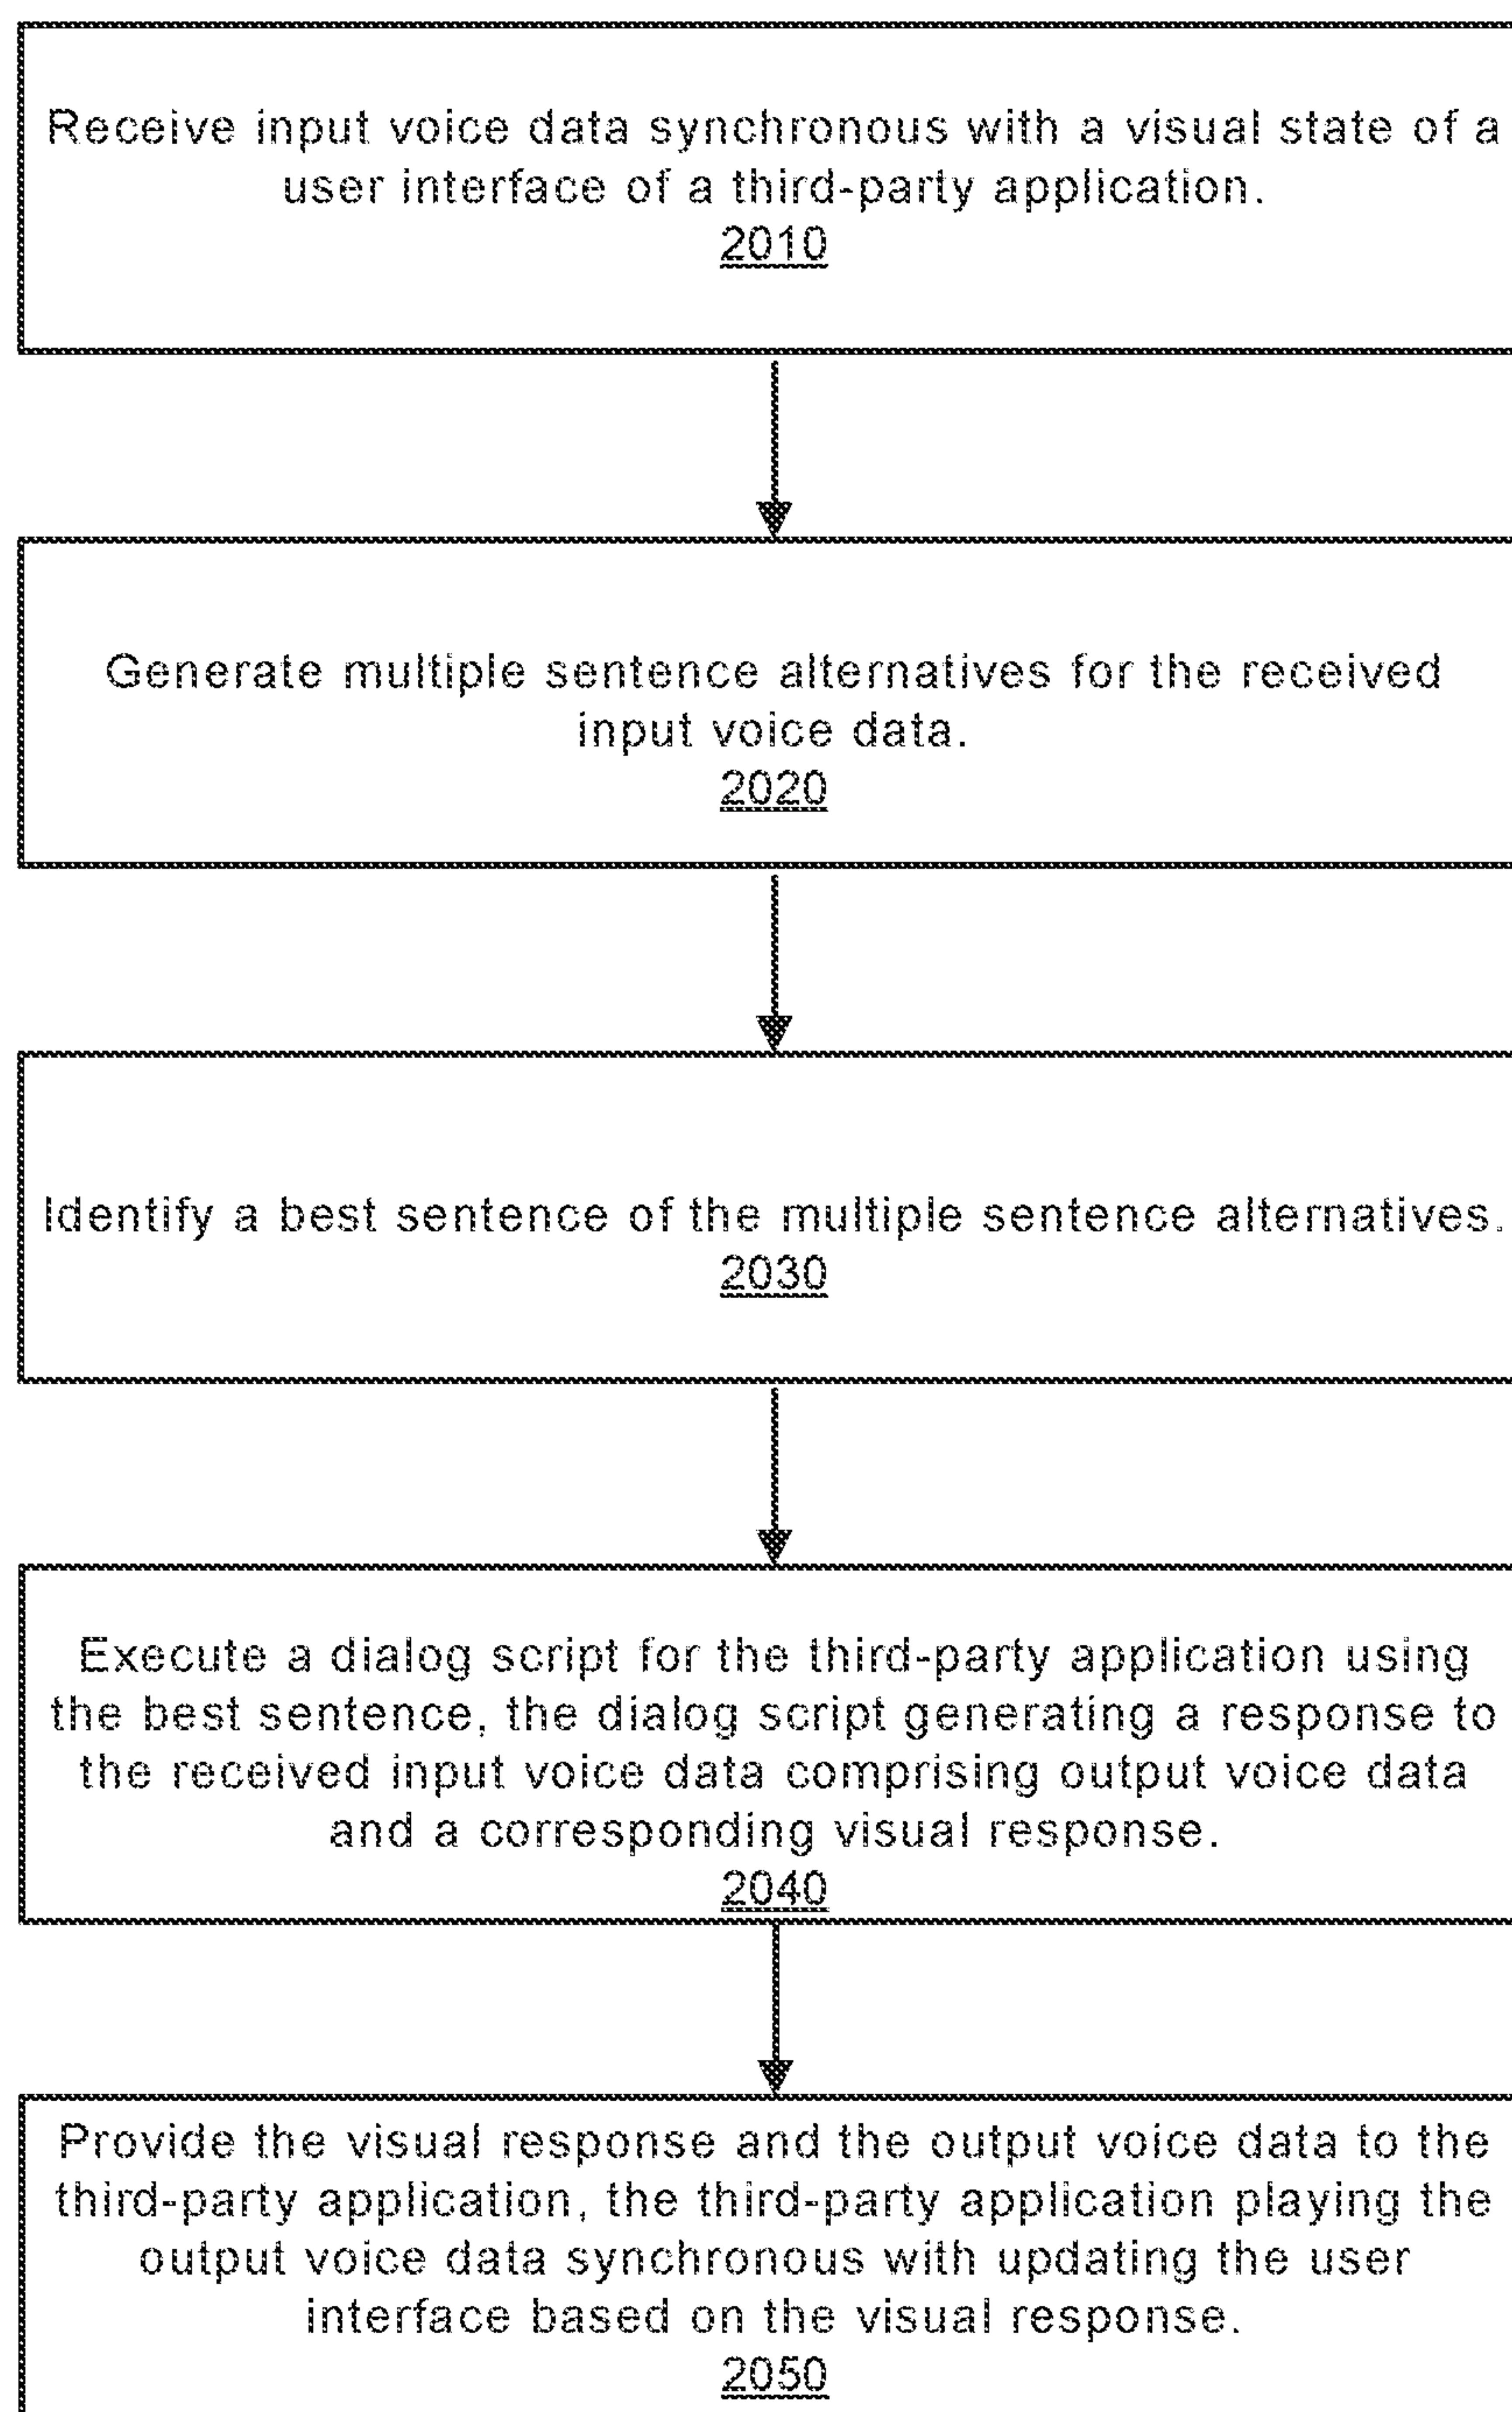 Receive input voice data synchronous with a visual state of a
user interface of a third-party application.
2010
Generate multiple sentence alternatives for the received
input voice data.
2020
Identify a best sentence of the multiple sentence alternatives.
2030
Execute a dialog script for the third-party application using
the best sentence, the dialog script generating a response to
the received input voice data comprising output voice data
and a corresponding visual response.
2040
Provide the visual response and the output voice data to the
third-party application, the third-party application playing the
output voice data synchronous with updating the user
interface based on the visual response.
2050